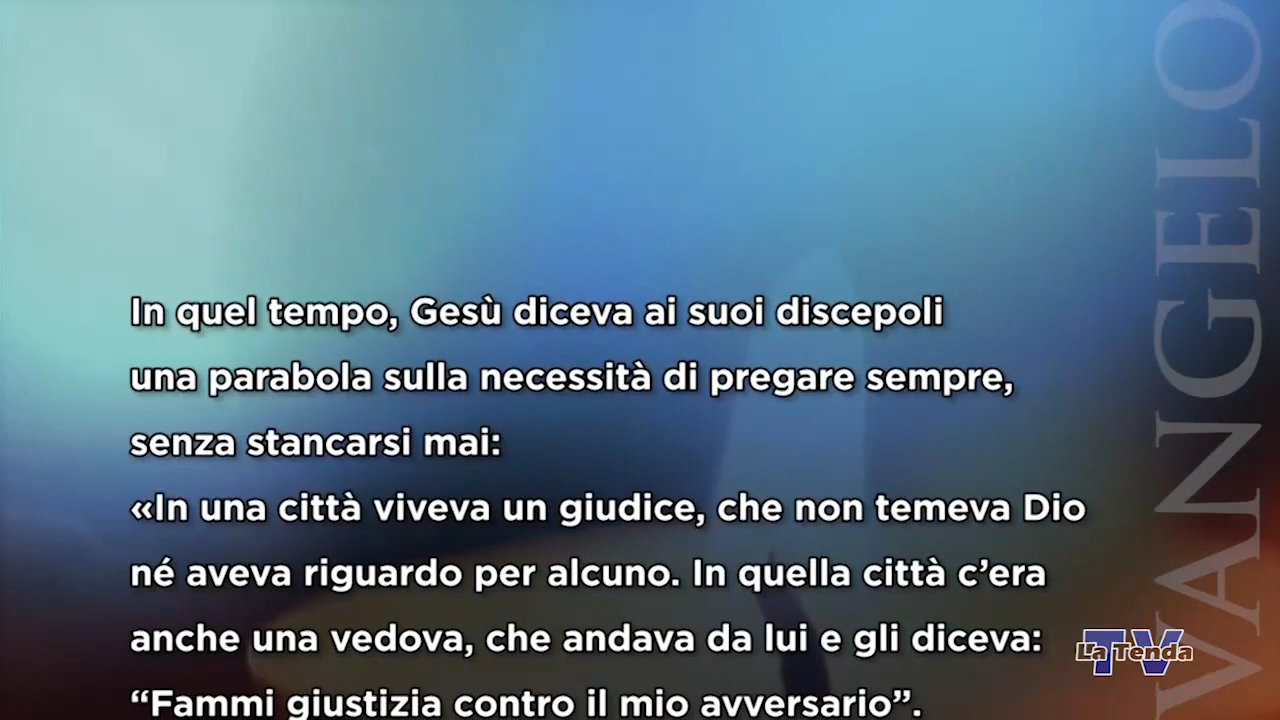 In quel tempo, Gesù diceva ai suoi discepoli
una parabola sulla necessità di pregare sempre,
senza stancarsi mai:
«In una città viveva un giudice, che non temeva Dio
né aveva riguardo per alcuno. In quella città c’era
anche una vedova, che andava da lui e gli diceva:
“Fammi giustizia contro il mio avversario”.
VANGELO
TV
La Tenda